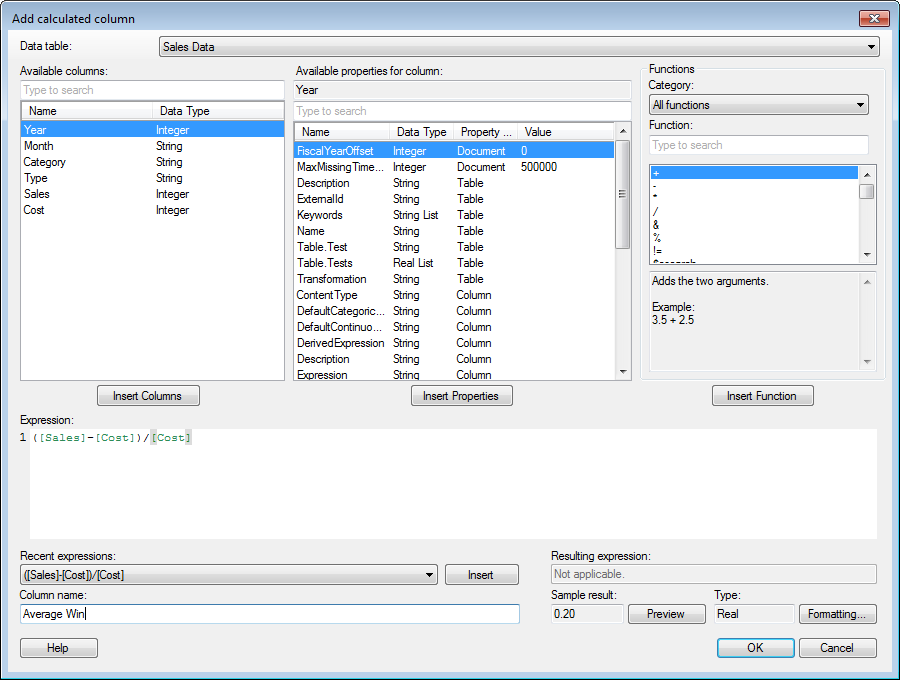 Add calculated column
Data table:
Sales Data
Available columns:
Type to search
Name Data Type
Year Integer
Month String
Category String
Type String
Sales Integer
Cost Integer
Insert Columns
Available properties for column:
Year
Type to search
Name Data Type Property ... Value
FiscalYearOffset Integer Document 0
MaxMissingTime... Integer Document 500000
Description String Table
ExternalId String Table
Keywords String List Table
Name String Table
Table.Test String Table
Table.Tests Real List Table
Transformation String Table
ContentType String Column
DefaultCategoric... String Column
DefaultContinuo... String Column
DerivedExpression String Column
Description String Column
Expression String Column
Insert Properties
Functions
Category:
All functions
Function:
Type to search
+
-
*
/
&
%
!=
Adds the two arguments.
Example:
3.5 + 2.5
Insert Function
Expression:
1 ([Sales]-[Cost])/[Cost]
Recent expressions:
([Sales]-[Cost])/[Cost]
Insert
Column name:
Average Win
Resulting expression:
Not applicable.
Sample result:
0.20
Preview
Type:
Real
Formatting...
Help
OK
Cancel